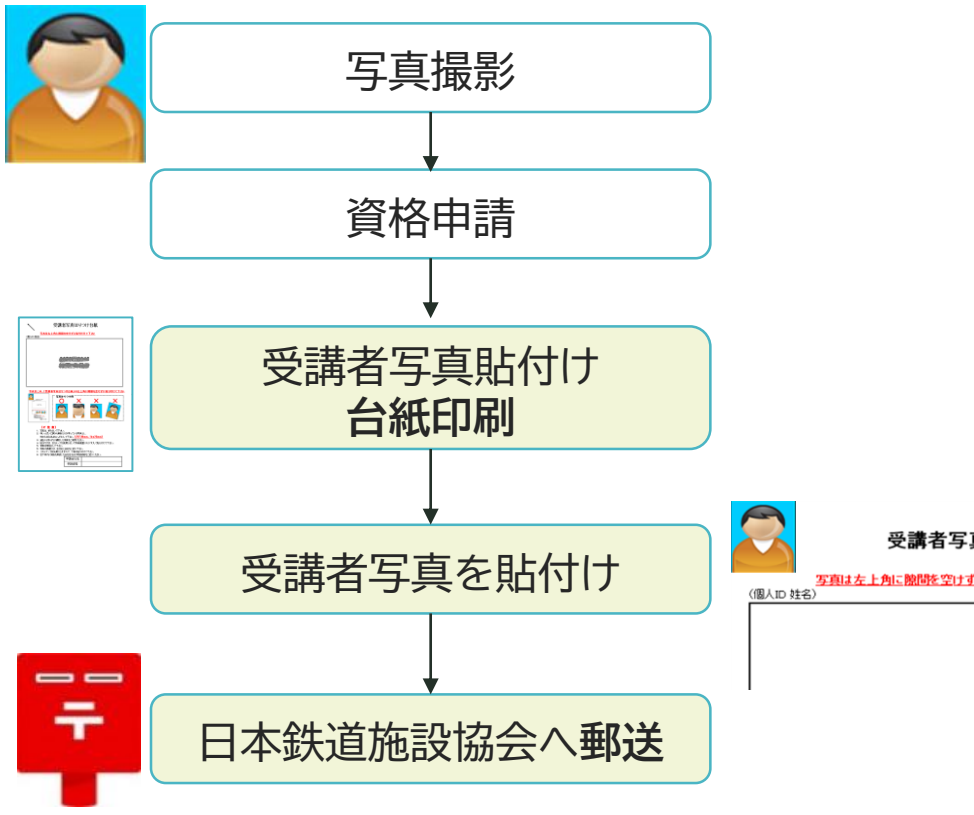 写真撮影
資格申請
受講者写真貼付け
台紙印刷
受講者写真を貼付け
受講者写
写真は左上角に隙間を空けず
(個人ID 姓名)
日本鉄道施設協会へ郵送